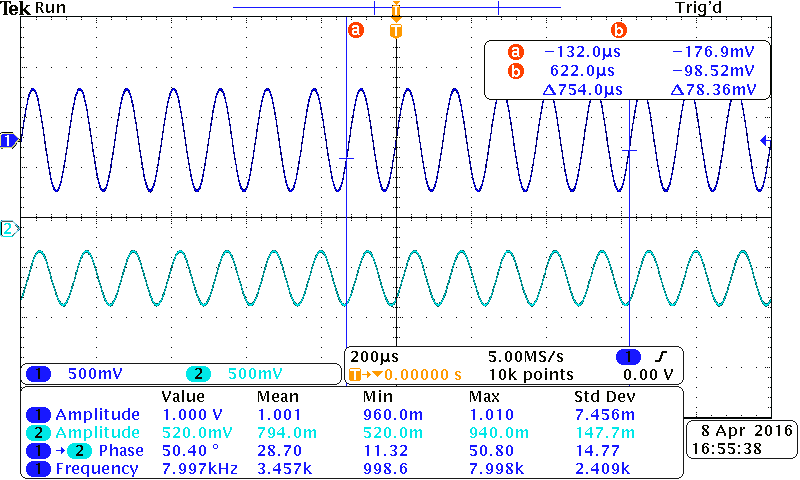 Tek Run Trig'd
T
a T b
a −132.0µs −176.9mV
b 622.0µs −98.52mV
Δ754.0µs Δ78.36mV
1
2
200µs 5.00MS/s 1
1 500mV 2 500mV
T→▼0.00000 s 10k points 0.00 V
Value Mean Min Max Std Dev
1 Amplitude 1.000 V 1.001 960.0m 1.010 7.456m
2 Amplitude 520.0mV 794.0m 520.0m 940.0m 147.7m
1 → 2 Phase 50.40 ° 28.70 11.32 50.80 14.77
1 Frequency 7.997kHz 3.457k 998.6 7.998k 2.409k
8 Apr 2016
16:55:38